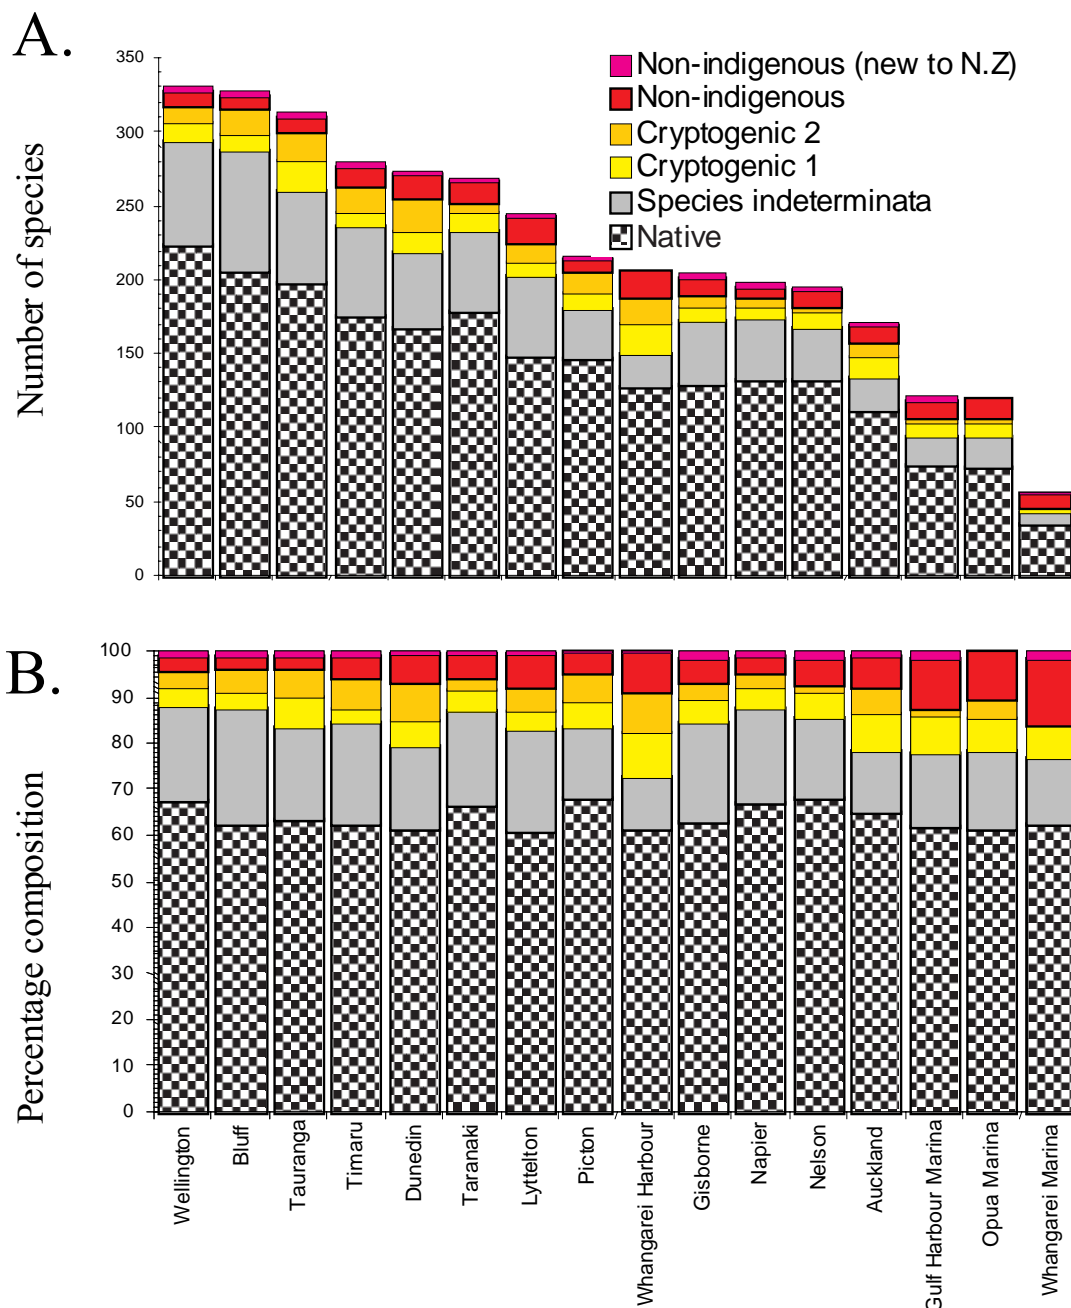 A.
Number of species
350
300
250
200
150
100
50
0
Non-indigenous (new to N.Z)
Non-indigenous
Cryptogenic 2
Cryptogenic 1
Species indeterminata
Native
B.
Percentage composition
100
90
80
70
60
50
40
30
20
10
0
Wellington
Bluff
Tauranga
Timaru
Dunedin
Taranaki
Lyttelton
Picton
Whangarei Harbour
Gisborne
Napier
Nelson
Auckland
Gulf Harbour Marina
Opua Marina
Whangarei Marina